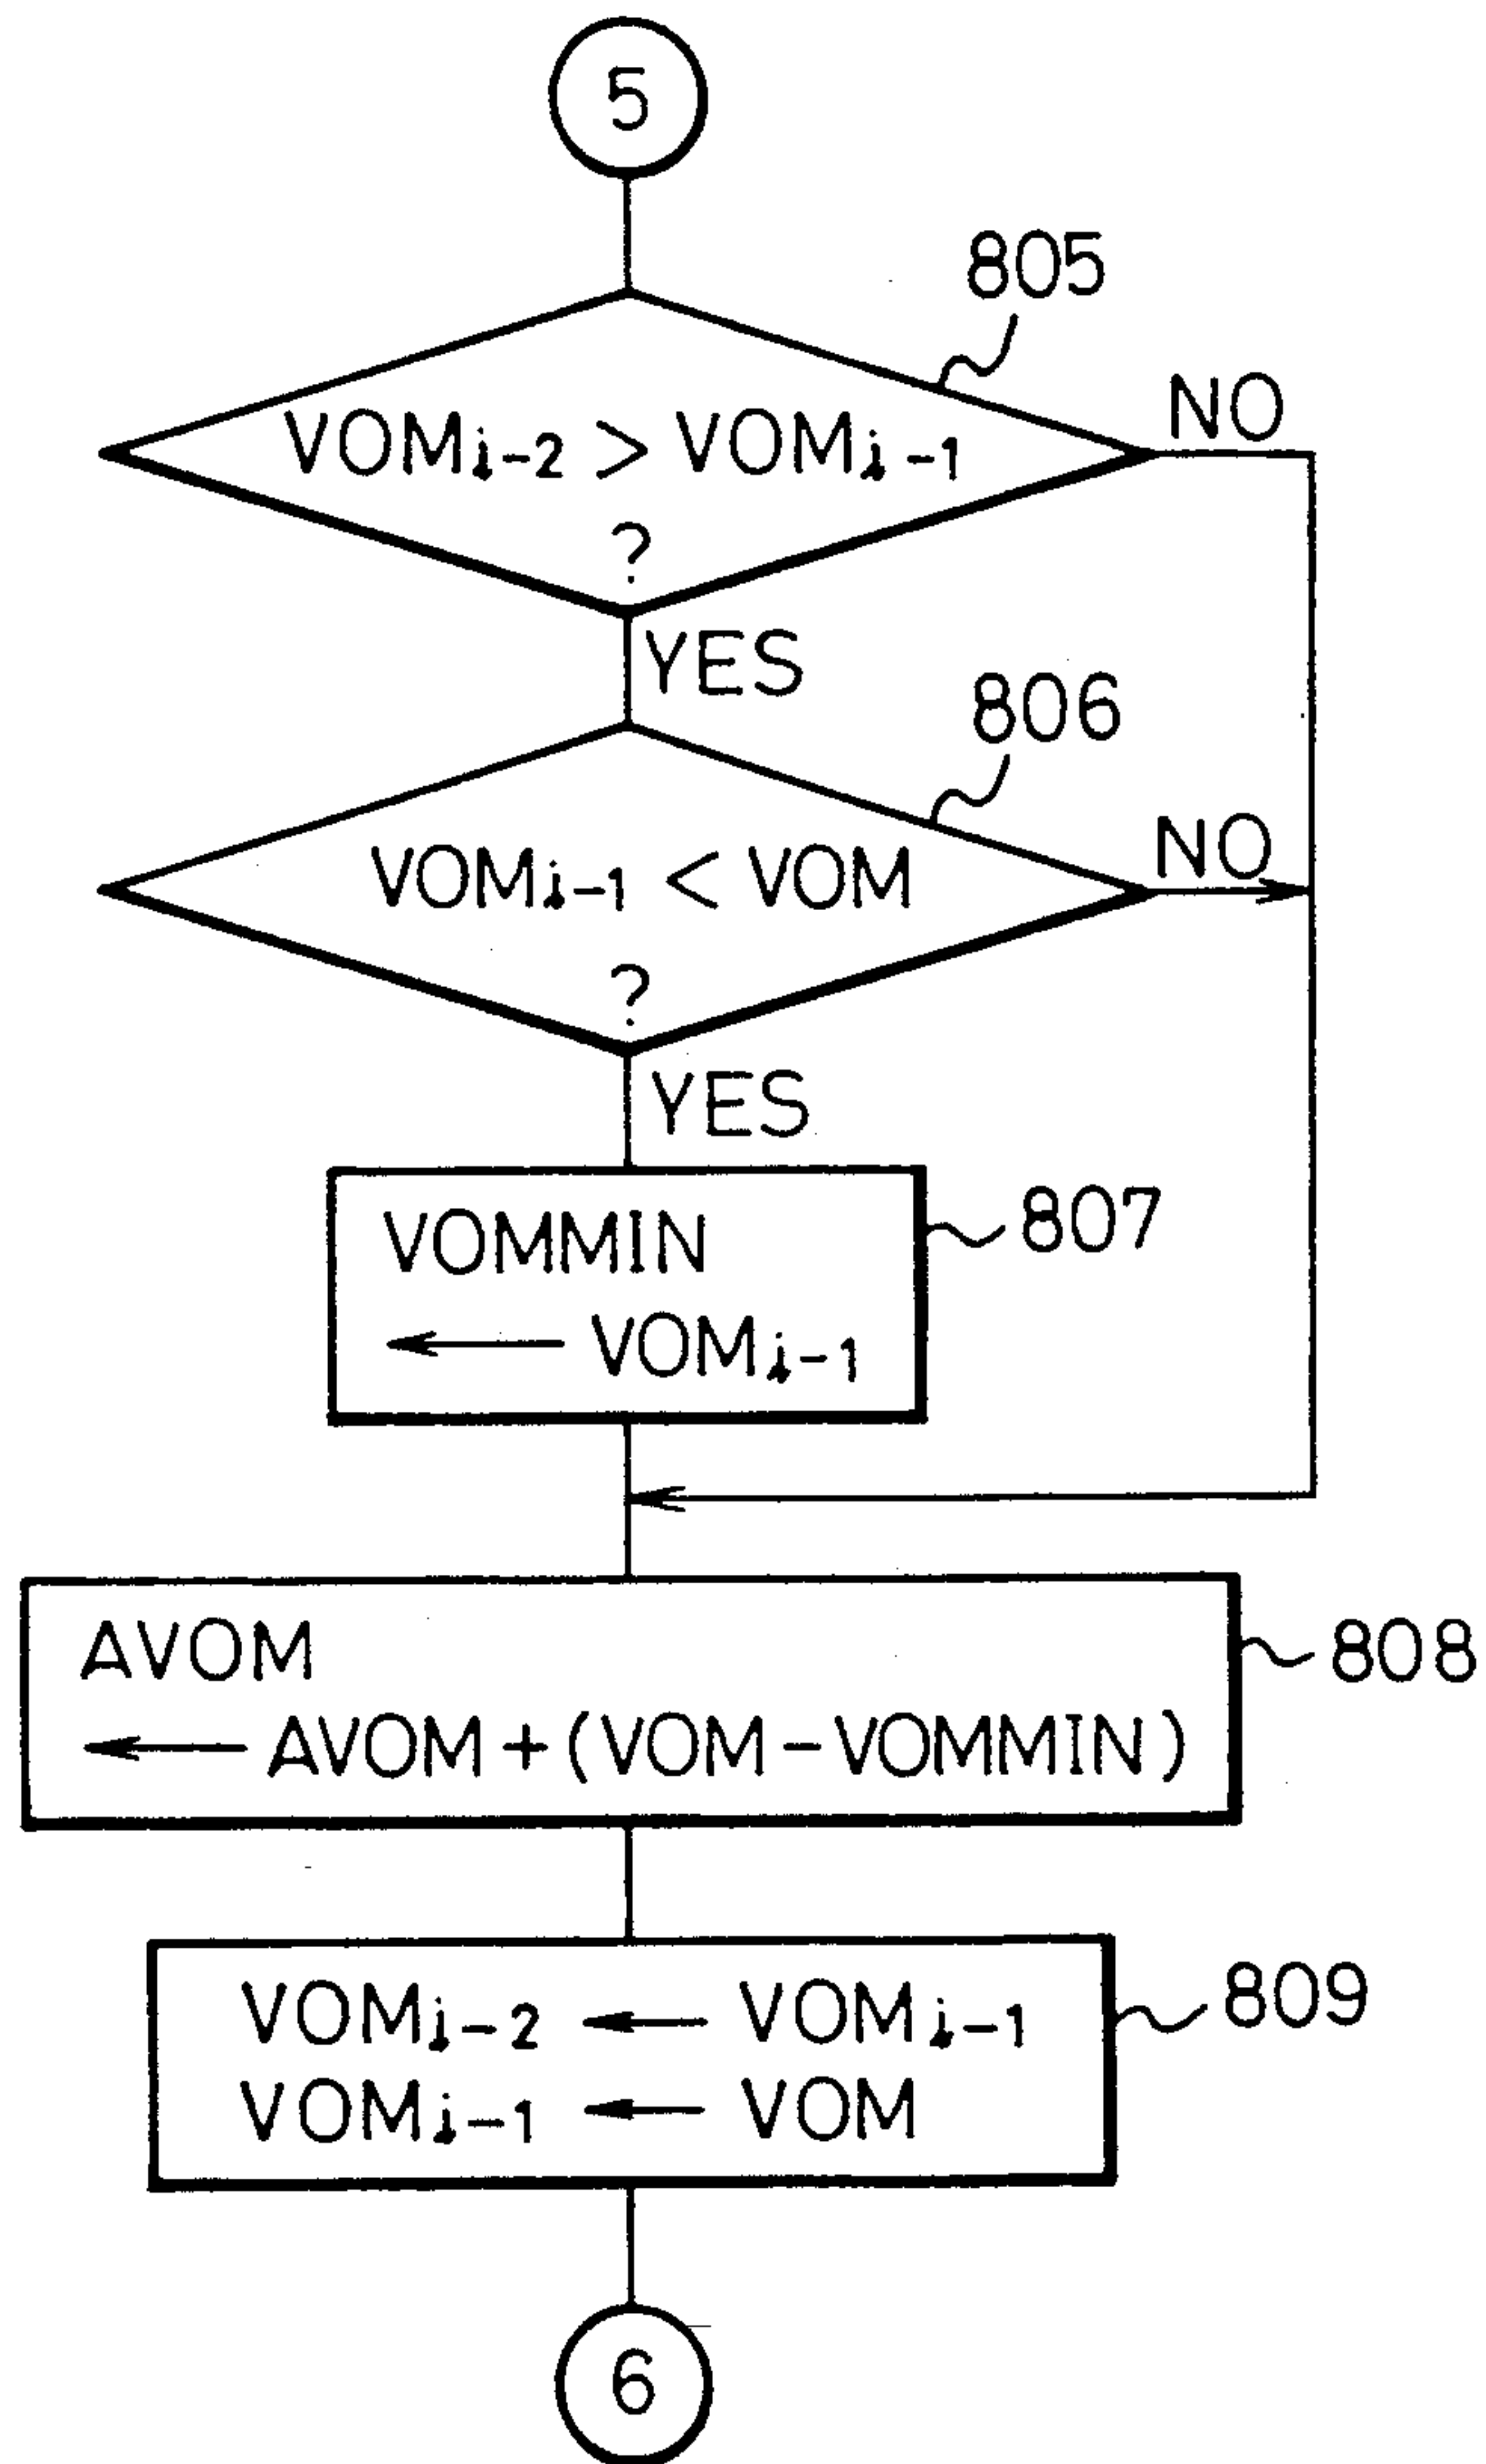 5
805
VOMi-2 > VOMi-1
?
NO
YES
806
VOMi-1 < VOM
?
NO
YES
VOMMIN
← VOMi-1
807
AVOM
← AVOM + (VOM - VOMMIN)
808
VOMi-2 ← VOMi-1
VOMi-1 ← VOM
809
6